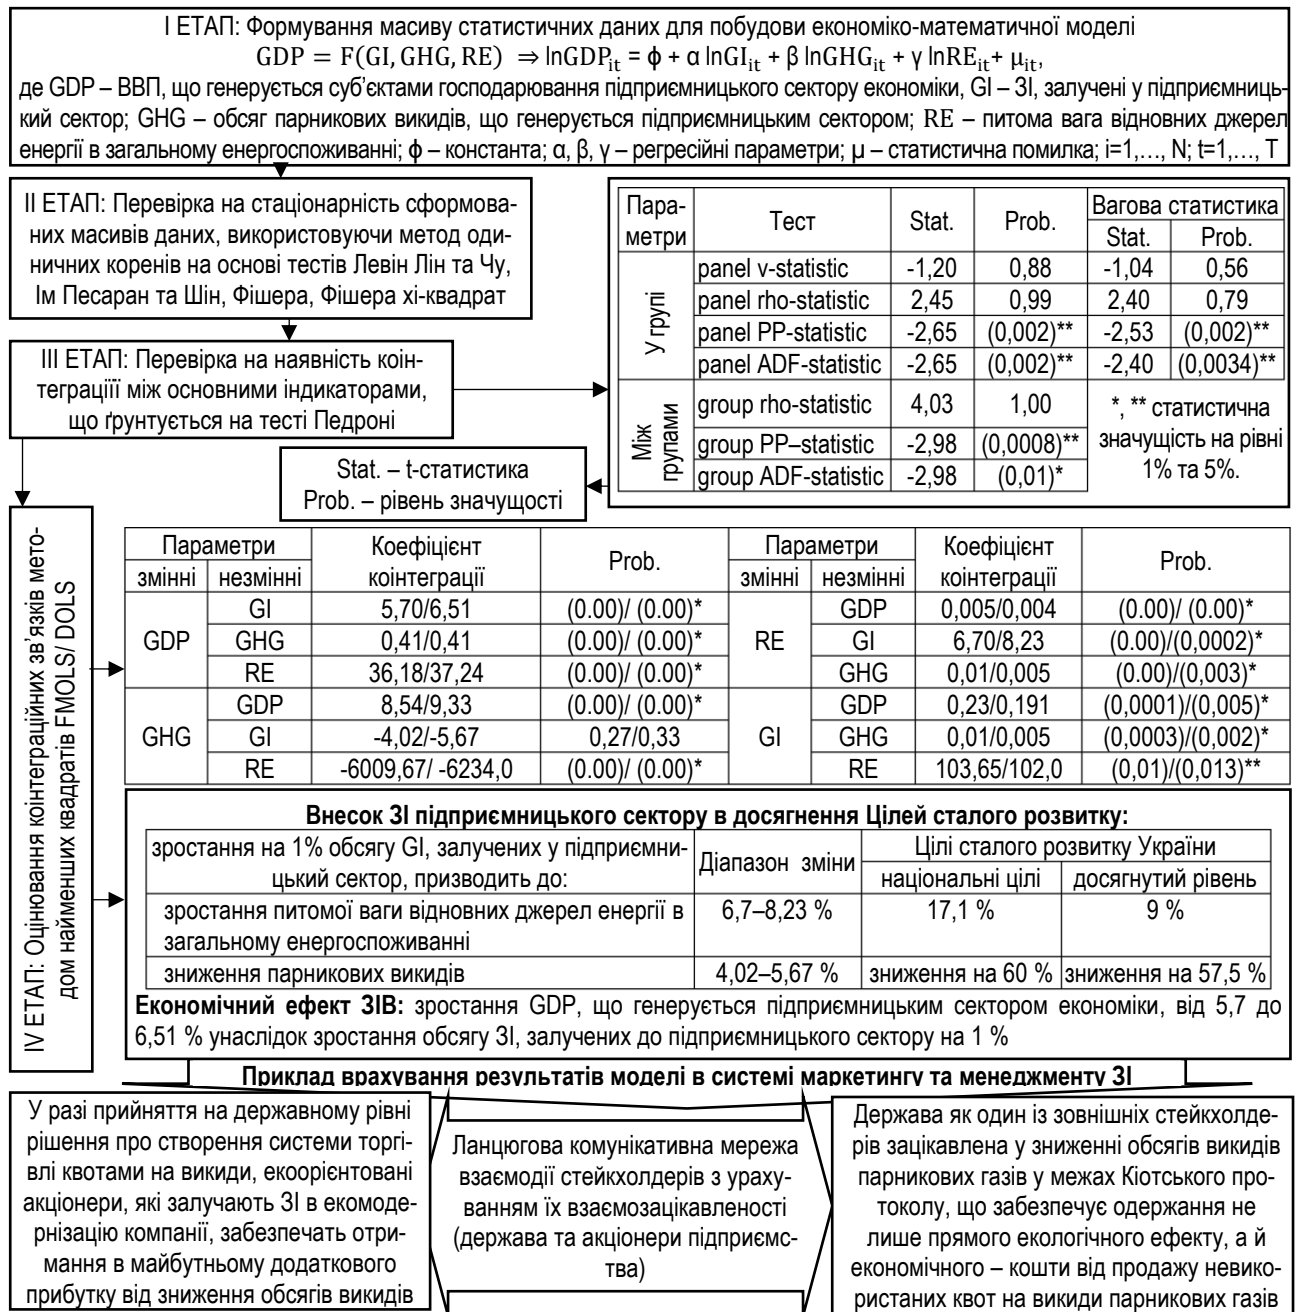 І ЕТАП: Формування масиву статистичних даних для побудови економіко-математичної моделі
GDP = F(GI, GHG, RE) ⇒ lnGDP_it = ϕ + α lnGI_it + β lnGHG_it + γ lnRE_it + μ_it,
де GDP – ВВП, що генерується суб’єктами господарювання підприємницького сектору економіки, GI – ЗІ, залучені у підприємниць-
кий сектор; GHG – обсяг парникових викидів, що генерується підприємницьким сектором; RE – питома вага відновних джерел
енергії в загальному енергоспоживанні; ϕ – константа; α, β, γ – регресійні параметри; μ – статистична помилка; i=1,…, N; t=1,…, T
ІІ ЕТАП: Перевірка на стаціонарність сформова-
них масивів даних, використовуючи метод оди-
ничних коренів на основі тестів Левін Лін та Чу,
Ім Песаран та Шін, Фішера, Фішера хі-квадрат
ІІІ ЕТАП: Перевірка на наявність коін-
теграціїї між основними індикаторами,
що ґрунтується на тесті Педроні
Пара-
метри
Тест Stat. Prob. Вагова статистика
Stat. Prob.
У групі
panel v-statistic -1,20 0,88 -1,04 0,56
panel rho-statistic 2,45 0,99 2,40 0,79
panel PP-statistic -2,65 (0,002)** -2,53 (0,002)**
panel ADF-statistic -2,65 (0,002)** -2,40 (0,0034)**
Між
групами
group rho-statistic 4,03 1,00
group PP–statistic -2,98 (0,0008)**
group ADF-statistic -2,98 (0,01)*
*, ** статистична
значущість на рівні
1% та 5%.
Stat. – t-статистика
Prob. – рівень значущості
IV ЕТАП: Оцінювання коінтеграційних зв’язків мето-
дом найменших квадратів FMOLS/ DOLS
Параметри Коефіцієнт
коінтеграції Prob. Параметри Коефіцієнт
коінтеграції Prob.
змінні незмінні змінні незмінні
GDP GI 5,70/6,51 (0.00)/ (0.00)* RE GDP 0,005/0,004 (0.00)/ (0.00)*
GHG 0,41/0,41 (0.00)/ (0.00)* GI 6,70/8,23 (0.00)/(0,0002)*
RE 36,18/37,24 (0.00)/ (0.00)* GHG 0,01/0,005 (0.00)/(0,003)*
GHG GDP 8,54/9,33 (0.00)/ (0.00)* GI GDP 0,23/0,191 (0,0001)/(0,005)*
GI -4,02/-5,67 0,27/0,33 GHG 0,01/0,005 (0,0003)/(0,002)*
RE -6009,67/ -6234,0 (0.00)/ (0.00)* RE 103,65/102,0 (0,01)/(0,013)**
Внесок ЗІ підприємницького сектору в досягнення Цілей сталого розвитку:
зростання на 1% обсягу GI, залучених у підприємни-
цький сектор, призводить до:
Діапазон зміни
Цілі сталого розвитку України
національні цілі досягнутий рівень
зростання питомої ваги відновних джерел енергії в
загальному енергоспоживанні
6,7–8,23 % 17,1 % 9 %
зниження парникових викидів 4,02–5,67 % зниження на 60 % зниження на 57,5 %
Економічний ефект ЗІВ: зростання GDP, що генерується підприємницьким сектором економіки, від 5,7 до
6,51 % унаслідок зростання обсягу ЗІ, залучених до підприємницького сектору на 1 %
Приклад врахування результатів моделі в системі маркетингу та менеджменту ЗІ
У разі прийняття на державному рівні
рішення про створення системи торгі-
влі квотами на викиди, екоорієнтовані
акціонери, які залучають ЗІ в екомоде-
рнізацію компанії, забезпечать отри-
мання в майбутньому додаткового
прибутку від зниження обсягів викидів
Ланцюгова комунікативна мережа
взаємодії стейкхолдерів з ураху-
ванням їх взаємозацікавленості
(держава та акціонери підприємс-
тва)
Держава як один із зовнішніх стейкхолде-
рів зацікавлена у зниженні обсягів викидів
парникових газів у межах Кіотського про-
токолу, що забезпечує одержання не
лише прямого екологічного ефекту, а й
економічного – кошти від продажу невико-
ристаних квот на викиди парникових газів